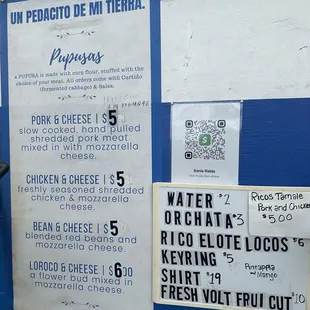 UN PEDACITO DE MI TIERRA.
Pupusas
A PUPUSA is made with corn flour, stuffed with the
choice of your meat. All come with Curtido
(fermented cabbage) & Salsa.
PORK & CHEESE | $5
slow cooked, hand pulled
shredded pork meat
mixed in with mozzarella
cheese.
CHICKEN & CHEESE | $5
freshly seasoned shredded
chicken & mozzarella
cheese.
BEAN & CHEESE | $5
blended red beans and
mozzarella cheese.
LOROCO & CHEESE | $6
a flower bud mixed in
mozzarella cheese.
S
Sonia Rialda
WATER $2
ORCHATA $3
RICO ELOTE LOCOS $6
KEYRING $5
SHIRT $19
FRESH VOLT FRUI CUT $10
Pineapple
Mango
Ricos Tamale
Pork and Chicken
$5.00